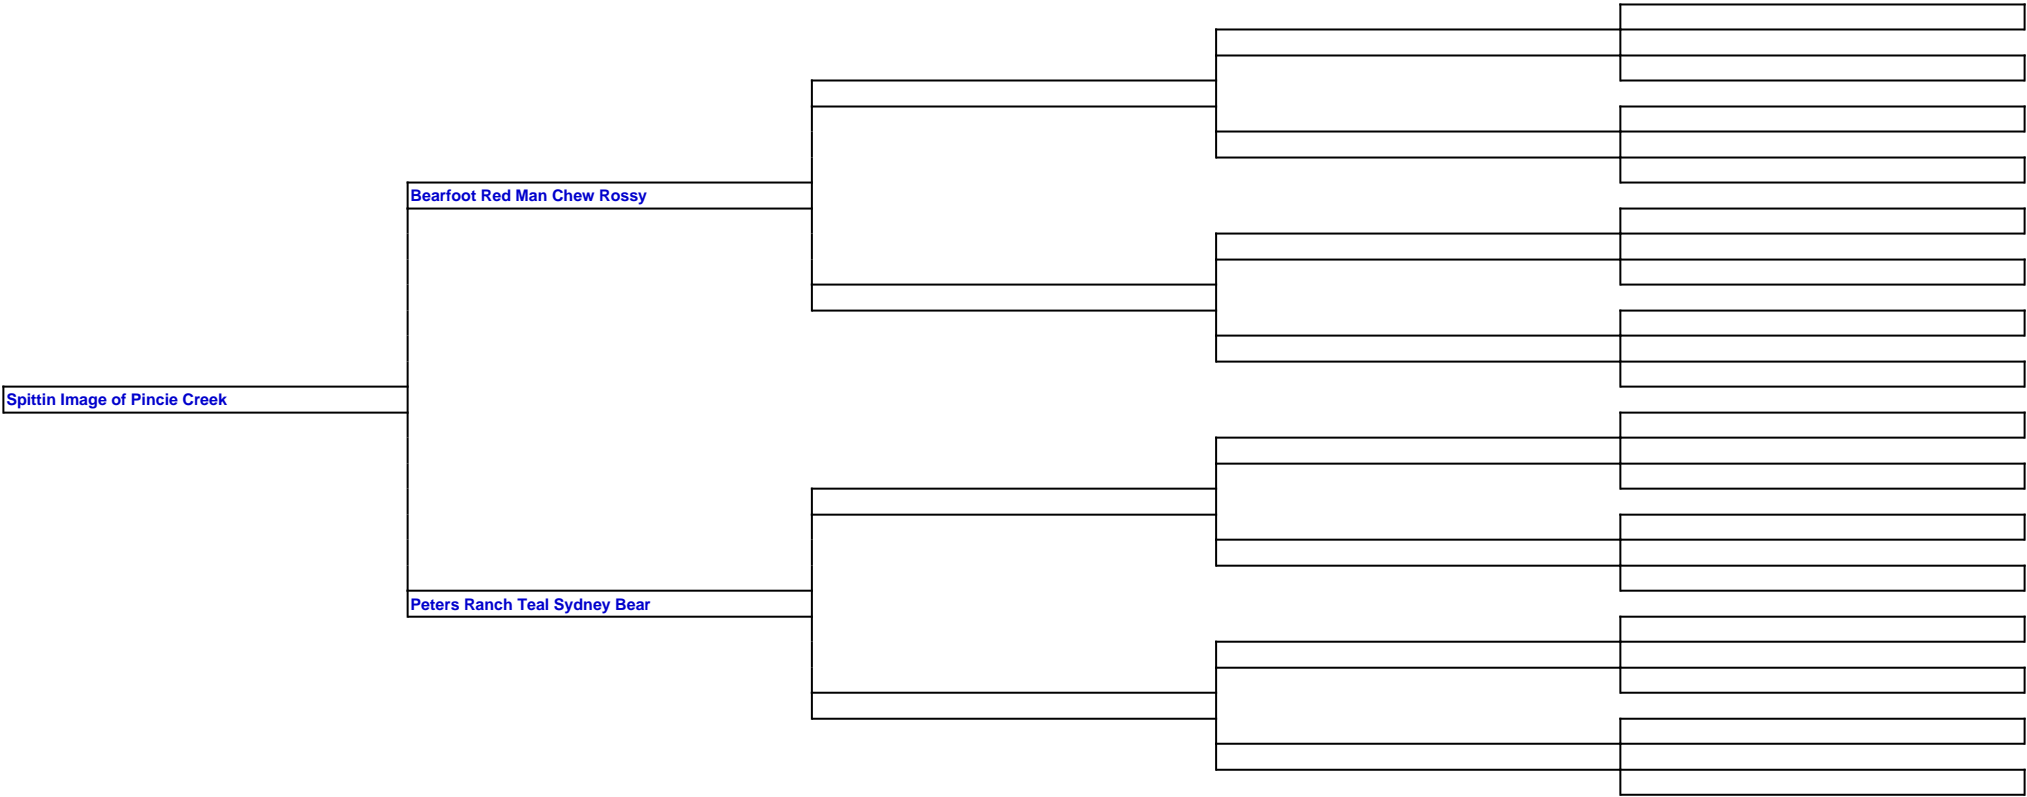 Bearfoot Red Man Chew Rossy
Spittin Image of Pincie Creek
Peters Ranch Teal Sydney Bear